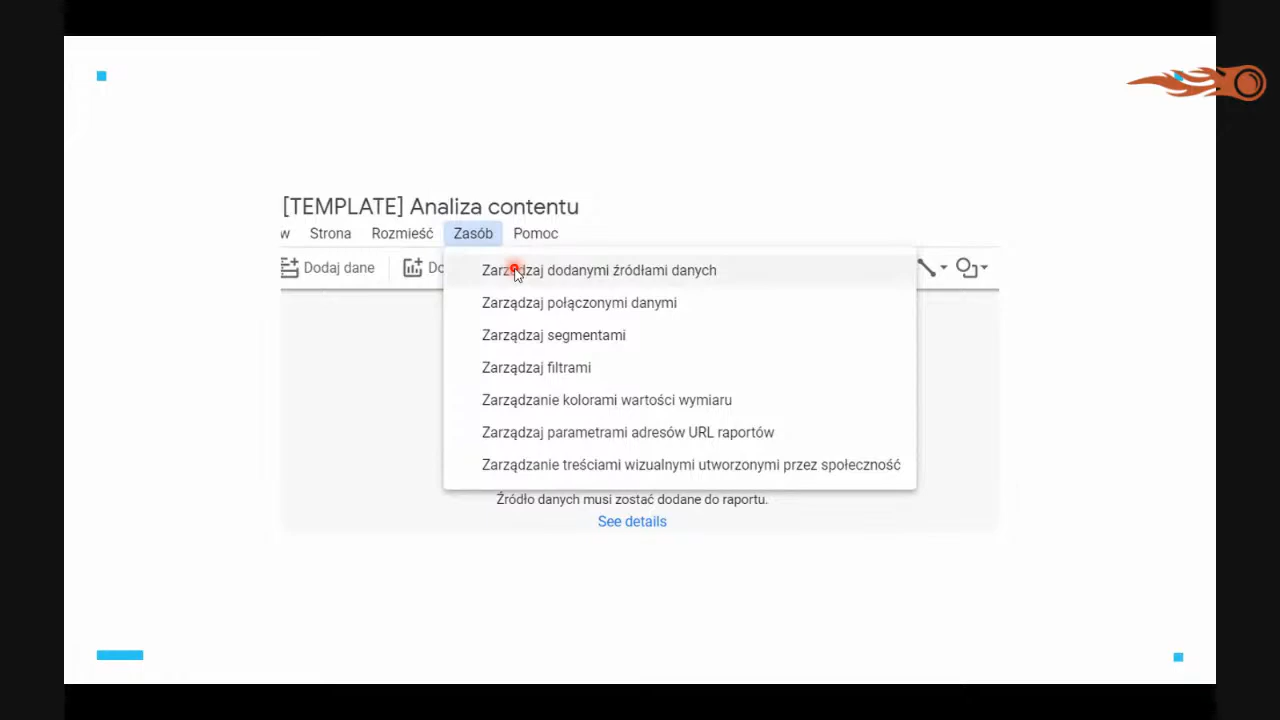 [TEMPLATE] Analiza contentu
w Strona Rozmieść Zasób Pomoc
Dodaj dane Do
Zarządzaj dodanymi źródłami danych
Zarządzaj połączonymi danymi
Zarządzaj segmentami
Zarządzaj filtrami
Zarządzanie kolorami wartości wymiaru
Zarządzaj parametrami adresów URL raportów
Zarządzanie treściami wizualnymi utworzonymi przez społeczność
Źródło danych musi zostać dodane do raportu.
See details